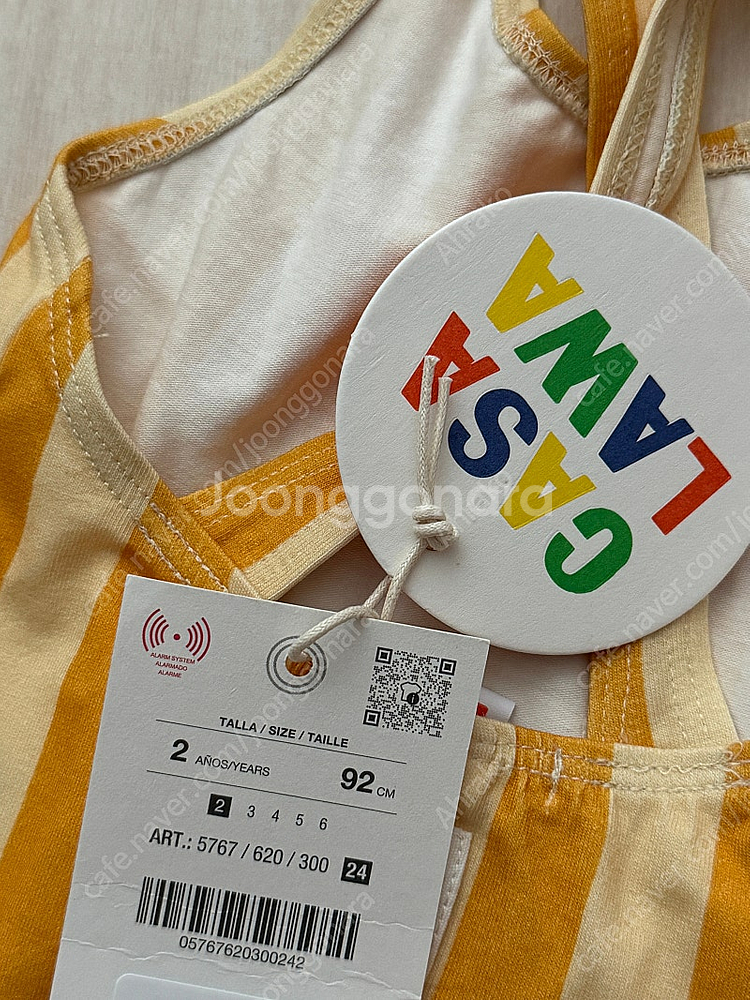 CASA
LAWA
ALARM SYSTEM
ALARMADO
ALARME
TALLA / SIZE / TAILLE
2 AÑOS/YEARS 92 CM
2 3 4 5 6
ART.: 5767 / 620 / 300 24
05767620300242
Joonggonara